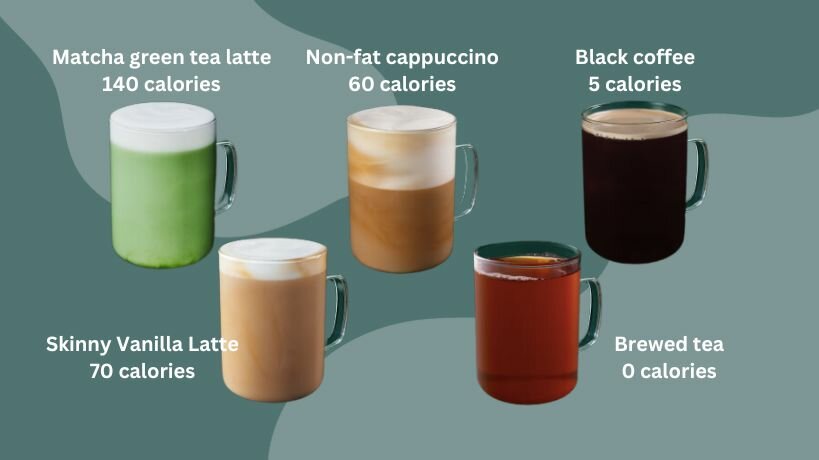 Matcha green tea latte
140 calories
Non-fat cappuccino
60 calories
Black coffee
5 calories
Skinny Vanilla Latte
70 calories
Brewed tea
0 calories